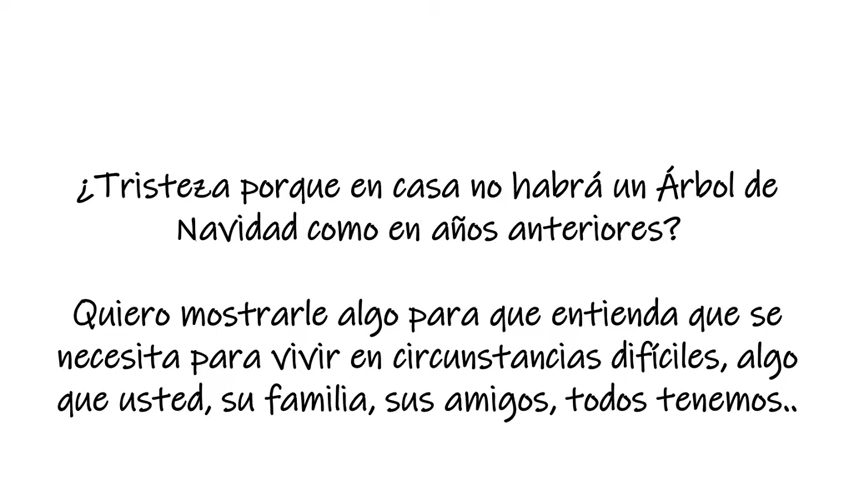 ¿Tristeza porque en casa no habrá un Árbol de
Navidad como en años anteriores?
Quiero mostrarle algo para que entienda que se
necesita para vivir en circunstancias difíciles, algo
que usted, su familia, sus amigos, todos tenemos..